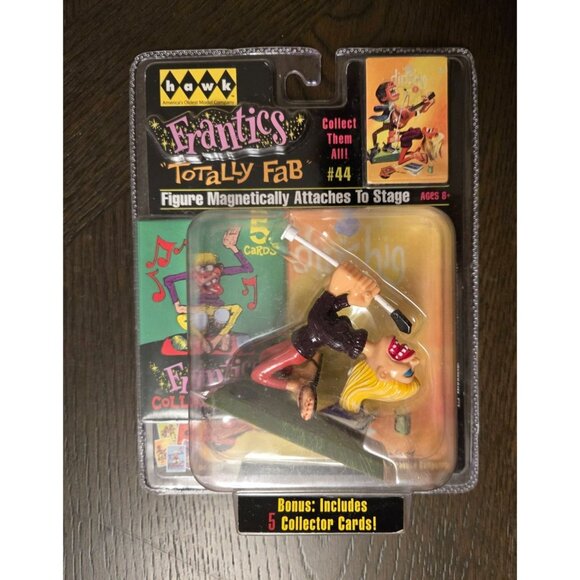 hawk
America's Oldest Model Company
Frantics
"Totally Fab"
Collect
Them
All!
#44
Figure Magnetically Attaches To Stage
AGES 8+
5
CARDS
Bonus: Includes
5 Collector Cards!